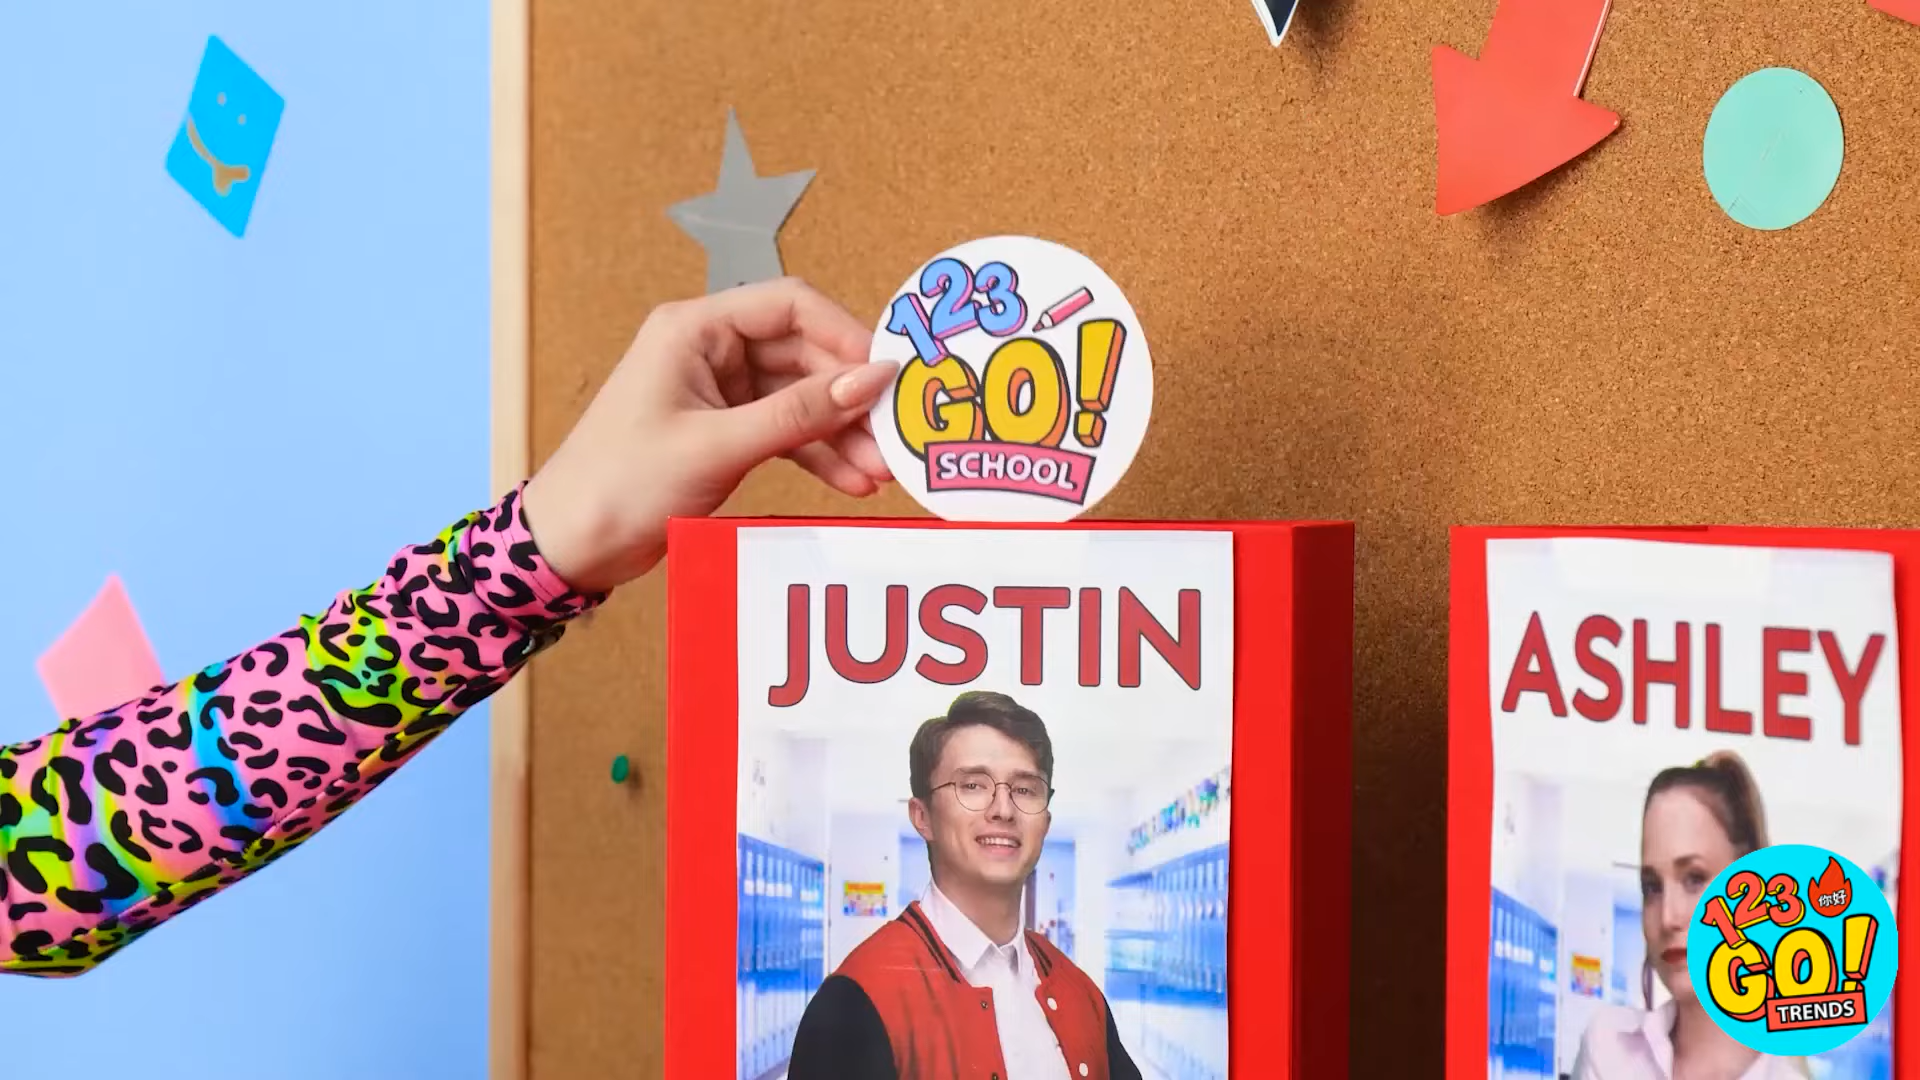 123
GO!
SCHOOL
JUSTIN
ASHLEY
123
你好
GO!
TRENDS